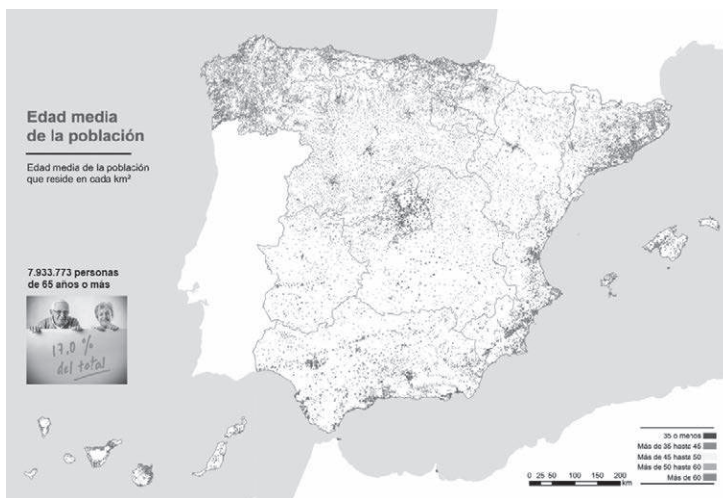 Edad media
de la población
Edad media de la población
que reside en cada km²
7.933.773 personas
de 65 años o más
17,0 %
del total
35 o menos
Más de 35 hasta 45
Más de 45 hasta 50
Más de 50 hasta 60
Más de 60
0 25 50 100 150 200
km